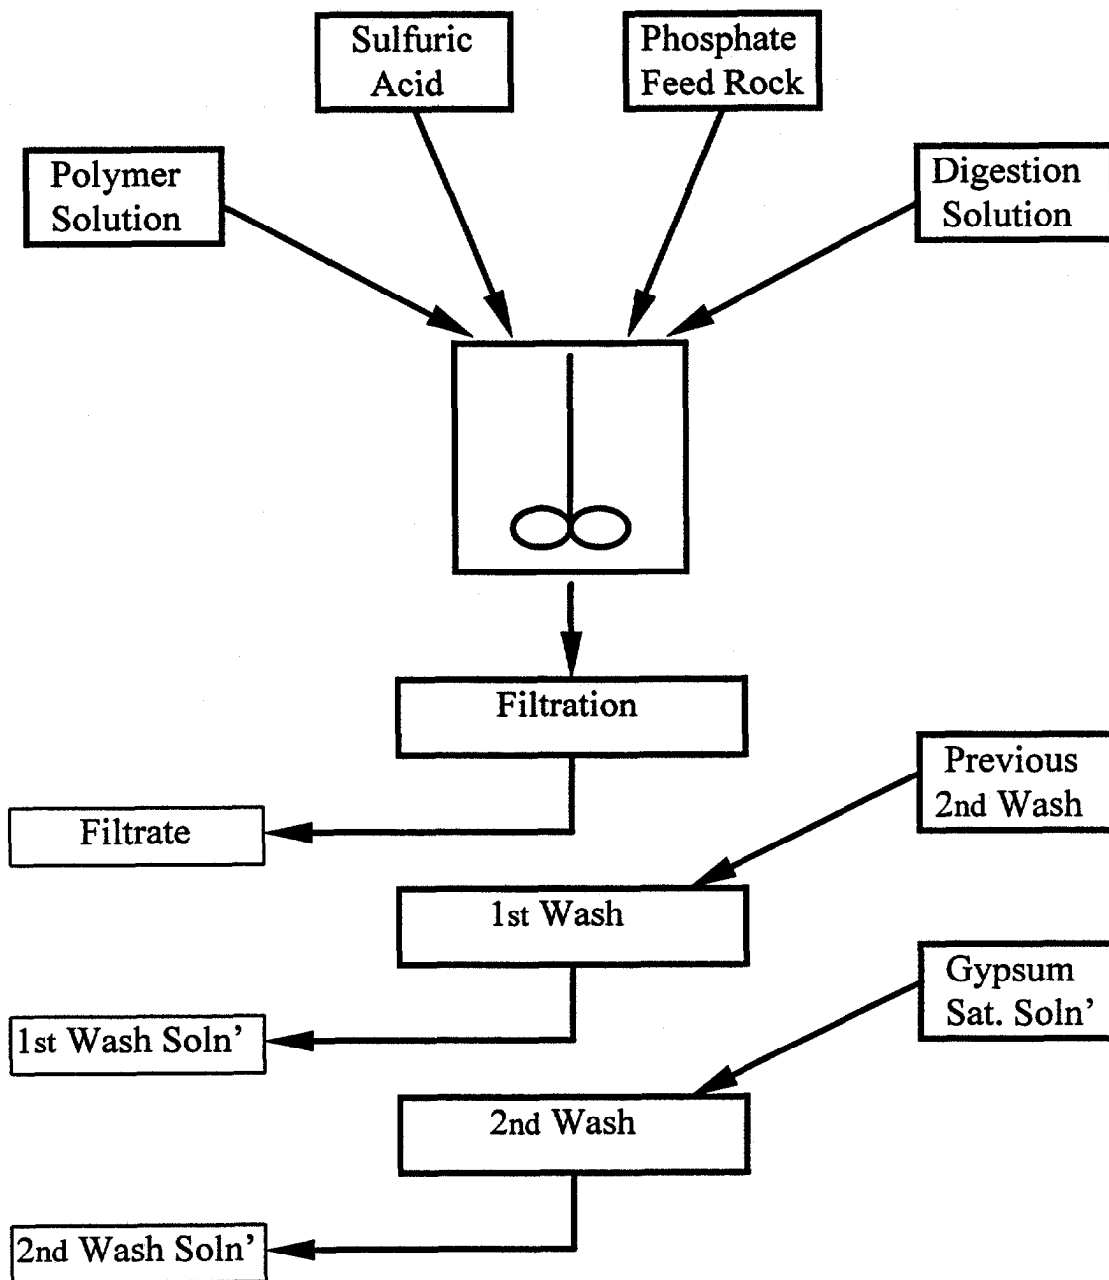 Sulfuric
Acid
Phosphate
Feed Rock
Polymer
Solution
Digestion
Solution
Filtration
Previous
2nd Wash
Filtrate
1st Wash
Gypsum
Sat. Soln’
1st Wash Soln’
2nd Wash
2nd Wash Soln’